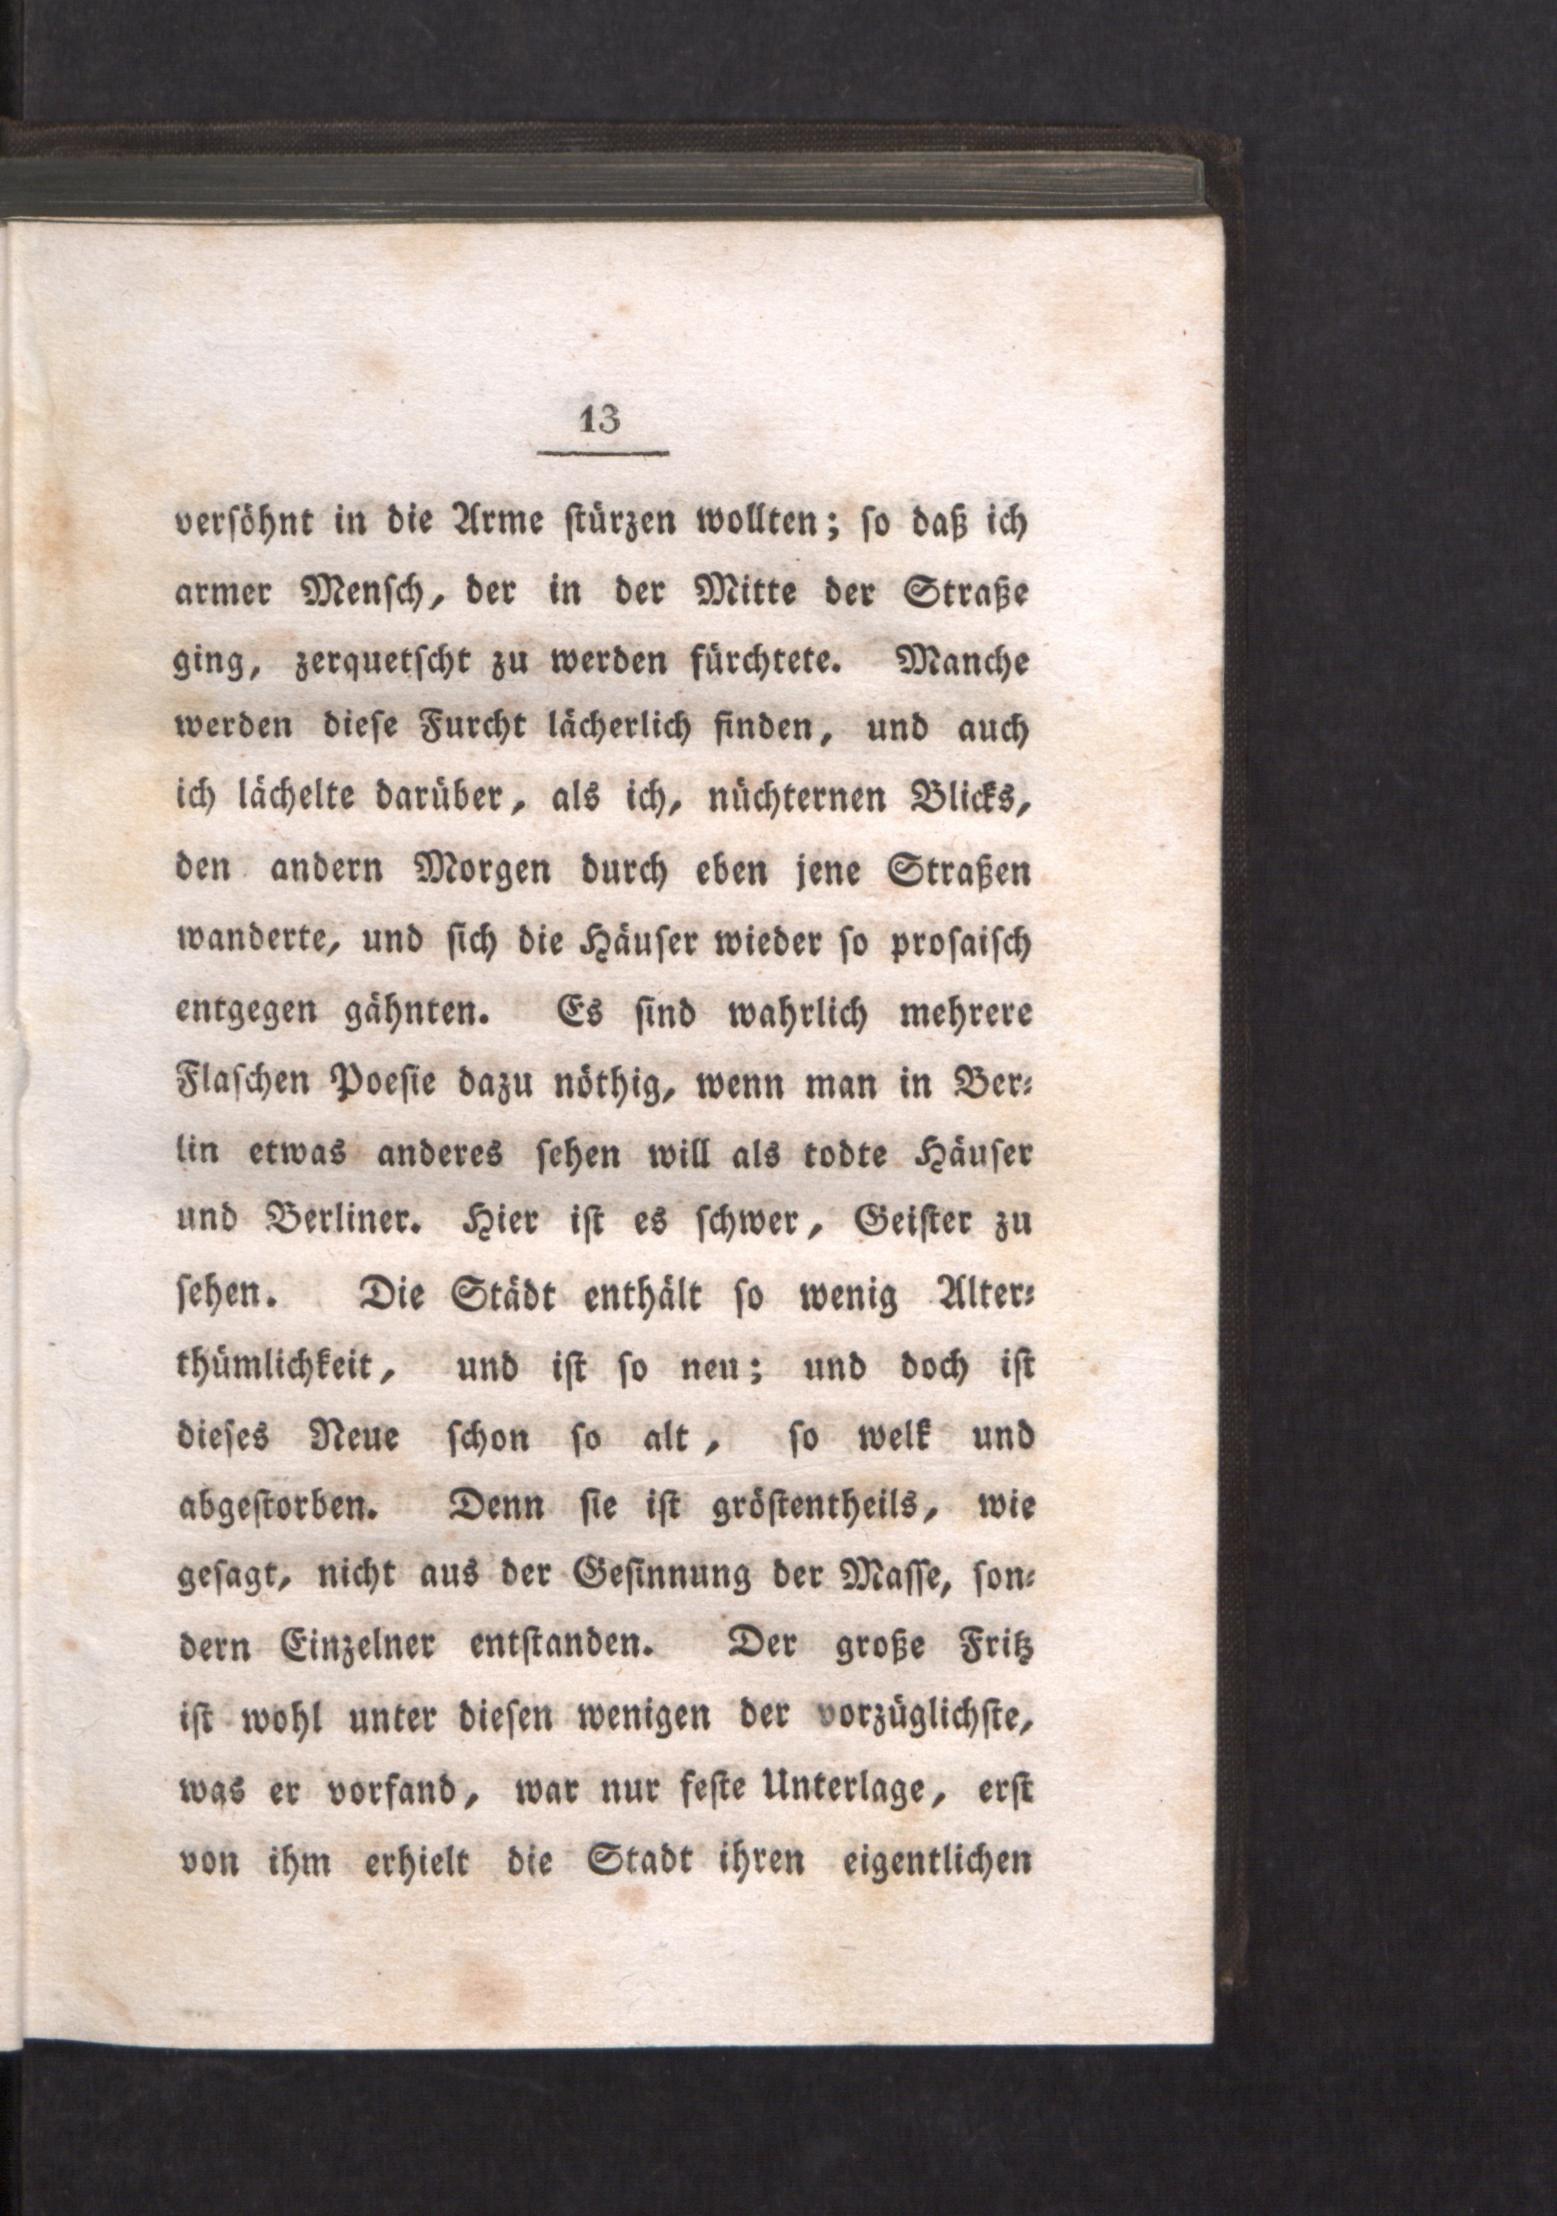 13
versöhnt in die Arme stürzen wollten; so daß ich
armer Mensch, der in der Mitte der Straße
ging, zerquetscht zu werden fürchtete. Manche
werden diese Furcht lächerlich finden, und auch
ich lächelte darüber, als ich, nüchternen Blicks,
den andern Morgen durch eben jene Straßen
wanderte, und sich die Häuser wieder so prosaisch
entgegen gähnten. Es sind wahrlich mehrere
Flaschen Poesie dazu nöthig, wenn man in Ber-
lin etwas anderes sehen will als todte Häuser
und Berliner. Hier ist es schwer, Geister zu
sehen. Die Städt enthält so wenig Alter-
thümlichkeit, und ist so neu; und doch ist
dieses Neue schon so alt, so welk und
abgestorben. Denn sie ist gröstentheils, wie
gesagt, nicht aus der Gesinnung der Masse, son-
dern Einzelner entstanden. Der große Fritz
ist wohl unter diesen wenigen der vorzüglichste,
was er vorfand, war nur feste Unterlage, erst
von ihm erhielt die Stadt ihren eigentlichen